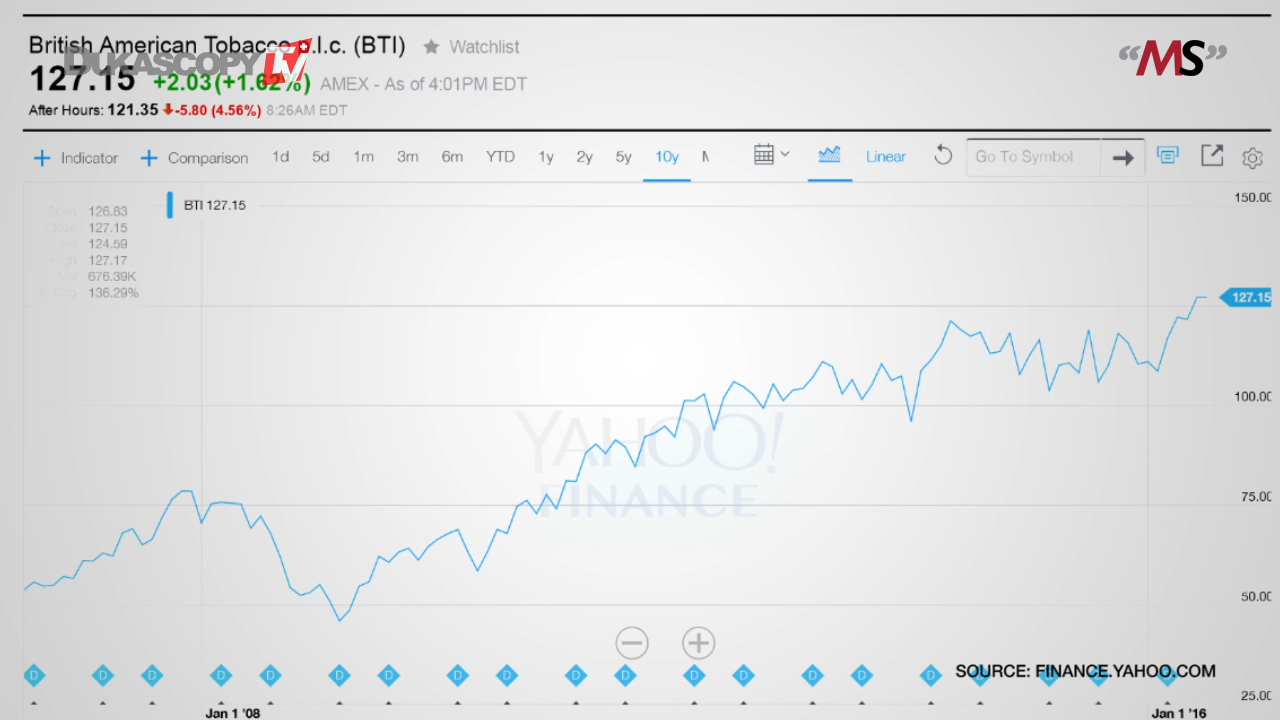 British American Tobacco p.l.c. (BTI) ★ Watchlist
DUKASCOPY TV
“MS”
127.15 +2.03 (+1.62%) AMEX - As of 4:01PM EDT
After Hours: 121.35 -5.80 (4.56%) 8:26AM EDT
+ Indicator + Comparison 1d 5d 1m 3m 6m YTD 1y 2y 5y 10y Linear Go To Symbol
150.00
BTI 127.15
Open 126.83
Close 127.15
Low 124.59
High 127.17
Vol 676.39K
% Chg 136.29%
127.15
100.00
YAHOO!
FINANCE
75.00
50.00
D D D D D D D D D D D D D D D D D D D D D D
SOURCE: FINANCE.YAHOO.COM
25.00
Jan 1 '08 Jan 1 '16